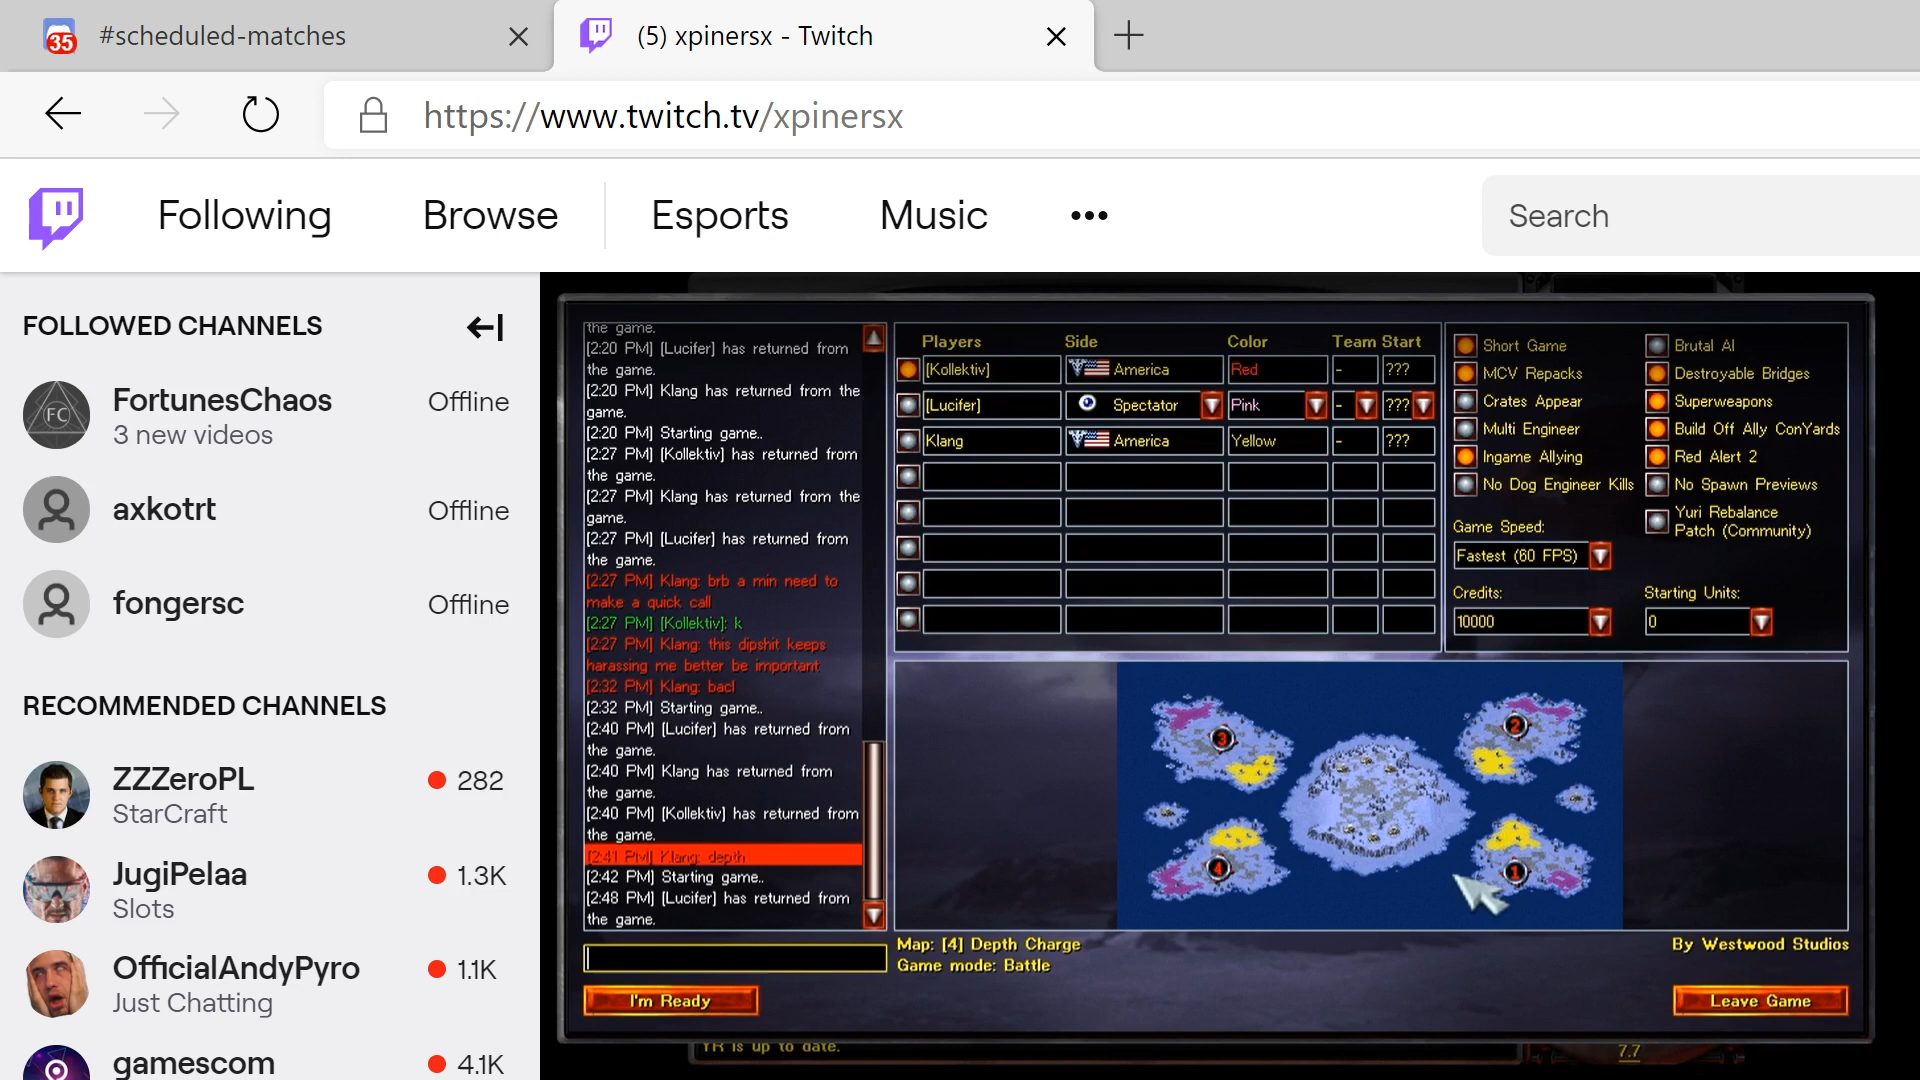 35 #scheduled-matches
(5) xpinersx - Twitch
https://www.twitch.tv/xpinersx
Following Browse Esports Music
Search
FOLLOWED CHANNELS
FC
FortunesChaos Offline
3 new videos
axkotrt Offline
fongersc Offline
RECOMMENDED CHANNELS
ZZZeroPL 282
StarCraft
JugiPelaa 1.3K
Slots
OfficialAndyPyro 1.1K
Just Chatting
gamescom 4.1K
the game.
[2:20 PM] [Lucifer] has returned from
the game.
[2:20 PM] Klang has returned from the
game.
[2:20 PM] Starting game..
[2:27 PM] [Kollektiv] has returned from
the game.
[2:27 PM] Klang has returned from the
game.
[2:27 PM] [Lucifer] has returned from
the game.
[2:27 PM] Klang: brb a min need to
make a quick call
[2:27 PM] [Kollektiv]: k
[2:27 PM] Klang: this dipshit keeps
harassing me better be important
[2:32 PM] Klang: bacl
[2:32 PM] Starting game..
[2:40 PM] [Lucifer] has returned from
the game.
[2:40 PM] Klang has returned from
the game.
[2:40 PM] [Kollektiv] has returned from
the game.
[2:41 PM] Klang: depth
[2:42 PM] Starting game..
[2:48 PM] [Lucifer] has returned from
the game.
I'm Ready
Players Side Color Team Start
[Kollektiv] America Red - ???
[Lucifer] Spectator Pink - ???
Klang America Yellow - ???
Short Game
MCV Repacks
Crates Appear
Multi Engineer
Ingame Allying
No Dog Engineer Kills
Brutal AI
Destroyable Bridges
Superweapons
Build Off Ally ConYards
Red Alert 2
No Spawn Previews
Yuri Rebalance
Patch (Community)
Game Speed:
Fastest (60 FPS)
Credits:
10000
Starting Units:
0
3
2
4
1
Map: [4] Depth Charge
Game mode: Battle
By Westwood Studios
Leave Game
YR is up to date.
7.7